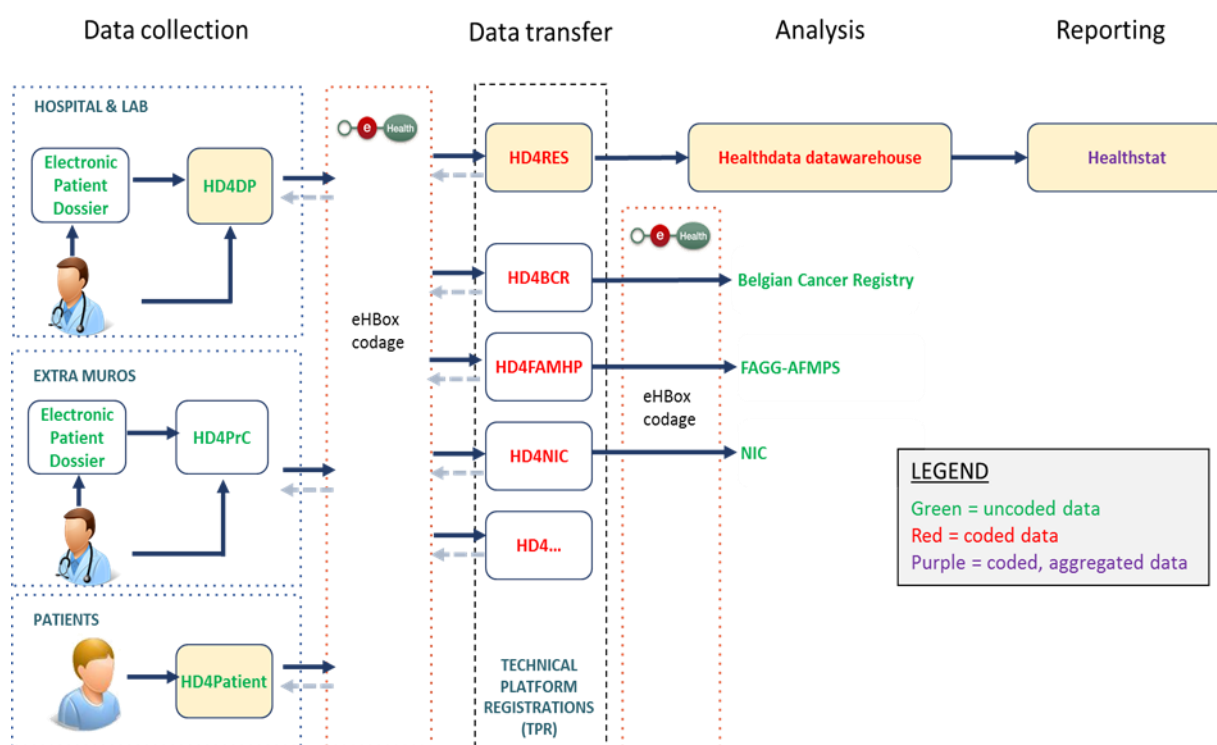 Data collection
Data transfer
Analysis
Reporting
HOSPITAL & LAB
Electronic
Patient
Dossier
HD4DP
EXTRA MUROS
Electronic
Patient
Dossier
HD4PrC
PATIENTS
HD4Patient
e Health
eHBox
codage
HD4RES
HD4BCR
HD4FAMHP
HD4NIC
HD4...
TECHNICAL
PLATFORM
REGISTRATIONS
(TPR)
e Health
eHBox
codage
Healthdata datawarehouse
Belgian Cancer Registry
FAGG-AFMPS
NIC
Healthstat
LEGEND
Green = uncoded data
Red = coded data
Purple = coded, aggregated data